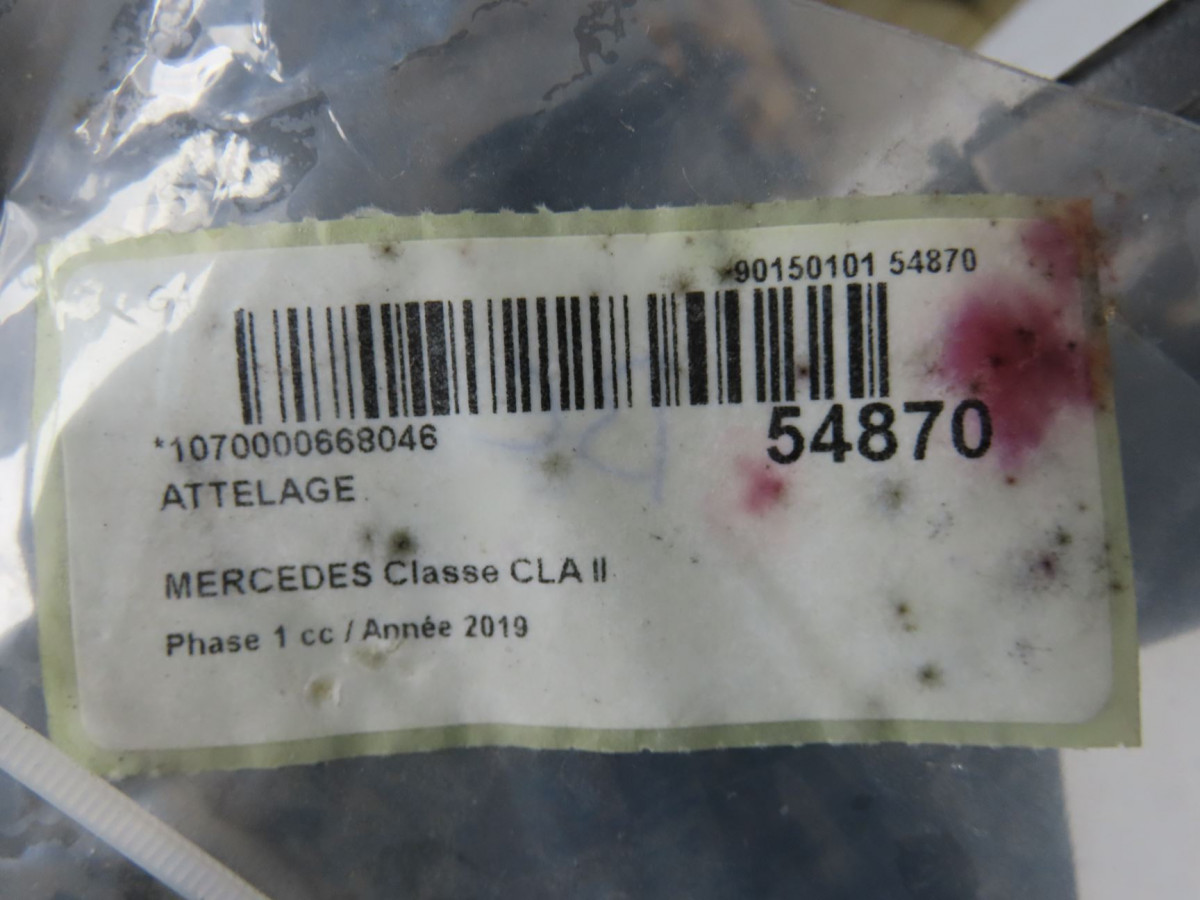 90150101 54870
54870
*1070000668046
ATTELAGE
MERCEDES Classe CLA II
Phase 1 cc / Année 2019